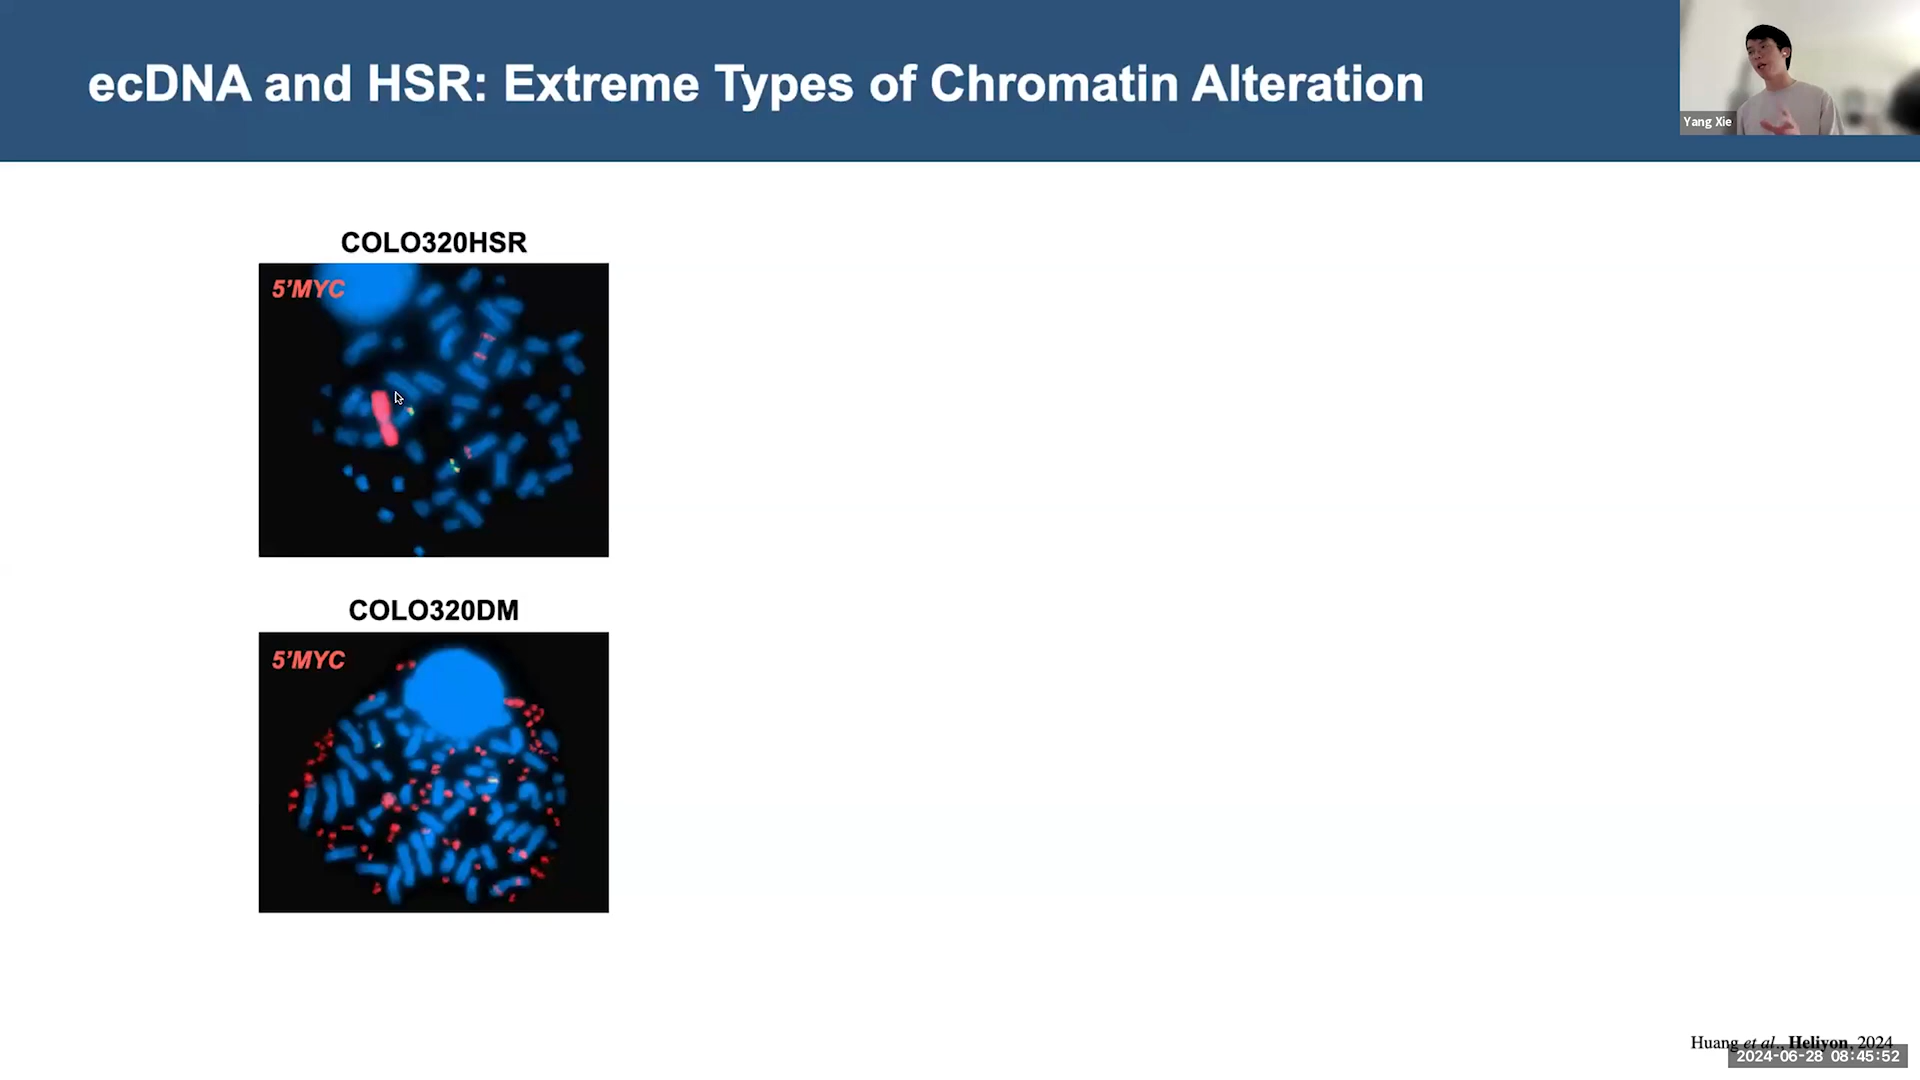 ecDNA and HSR: Extreme Types of Chromatin Alteration
Yang Xie
COLO320HSR
5’MYC
COLO320DM
5’MYC
Huang et al., Heliyon, 2024
2024-06-28 08:45:52